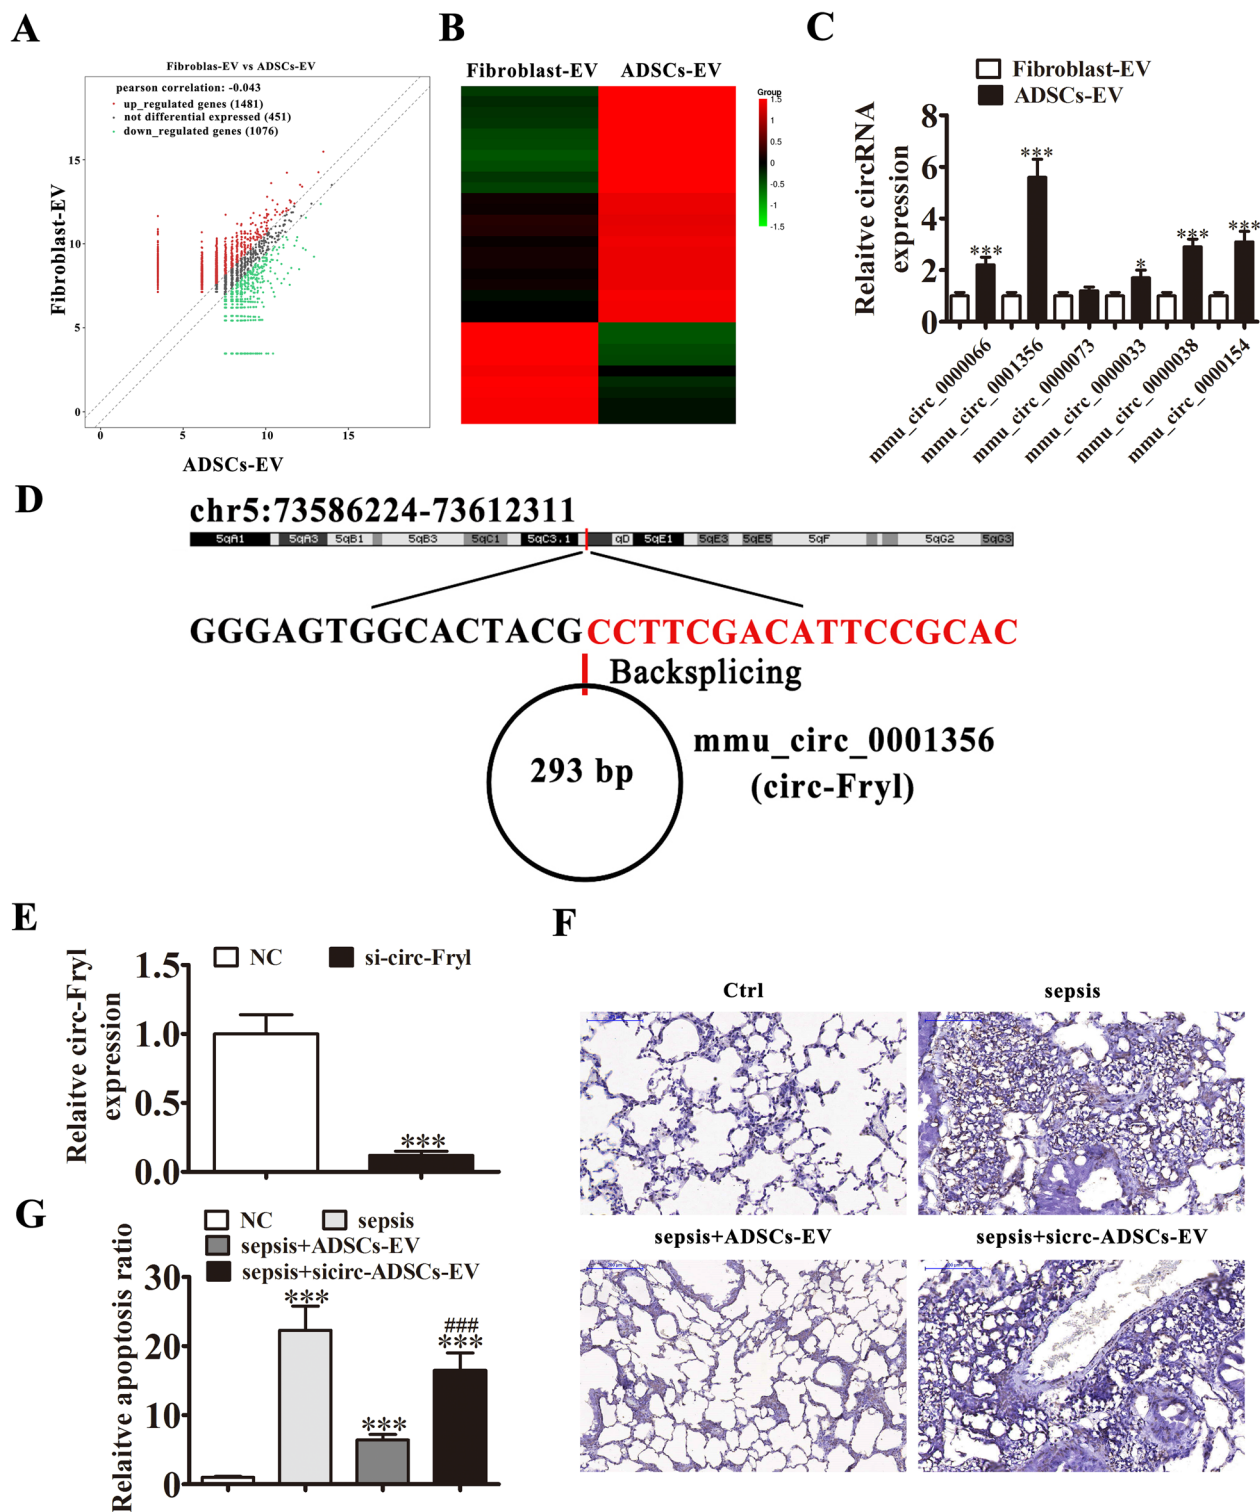 A
Fibroblas-EV vs ADSCs-EV
pearson correlation: -0.043
up_regulated genes (1481)
not differential expressed (451)
down_regulated genes (1076)
Fibroblast-EV
15
10
5
0
0 5 10 15
ADSCs-EV
B
Fibroblast-EV ADSCs-EV
Group
1.5
1
0.5
0
-0.5
-1
-1.5
C
Fibroblast-EV
ADSCs-EV
Relaitve circRNA
expression
8
6
4
2
0
***
***
*
***
***
mmu_circ_0000066
mmu_circ_0001356
mmu_circ_0000073
mmu_circ_0000033
mmu_circ_0000038
mmu_circ_0000154
D
chr5:73586224-73612311
5qA1 5qA3 5qB1 5qB3 5qC1 5qC3.1 qD 5qE1 5qE3 5qE5 5qF 5qG2 5qG3
GGGAGTGGCACTACGCCTTCGACATTCCGCAC
Backsplicing
293 bp
mmu_circ_0001356
(circ-Fryl)
E
NC si-circ-Fryl
Relaitve circ-Fryl
expression
1.5
1.0
0.5
0.0
***
F
Ctrl
sepsis
sepsis+ADSCs-EV
sepsis+sicrc-ADSCs-EV
G
NC sepsis
sepsis+ADSCs-EV
sepsis+sicirc-ADSCs-EV
Relaitve apoptosis ratio
30
20
10
0
***
***
###
***